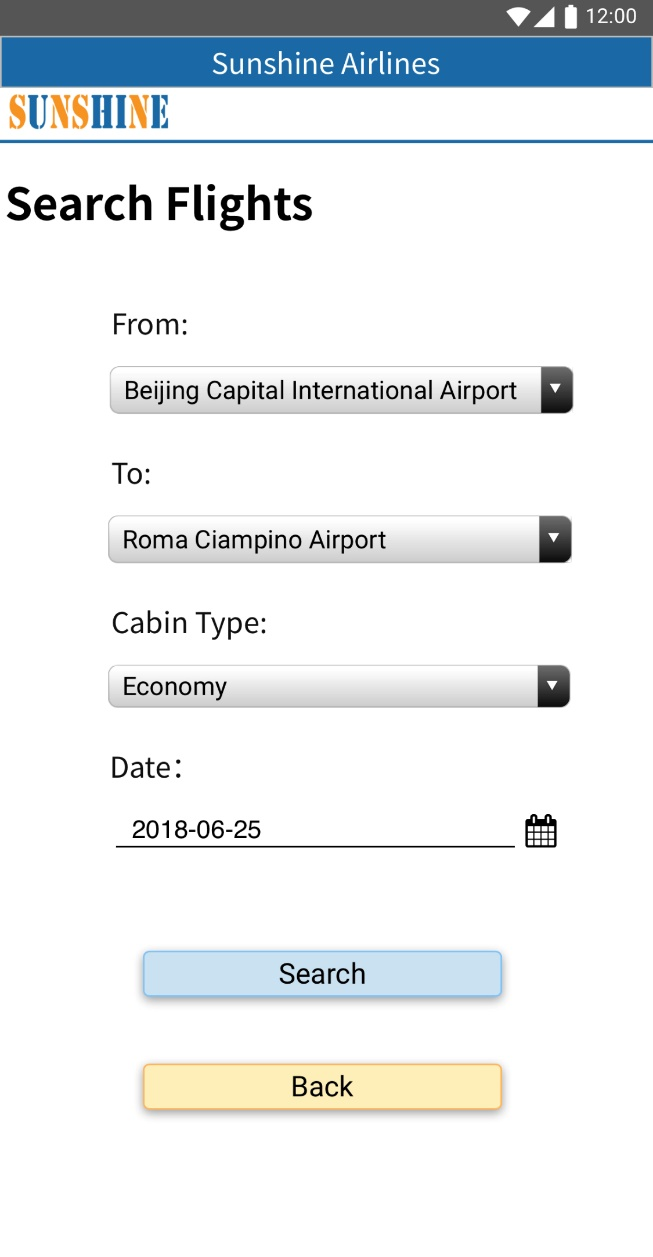 12:00
Sunshine Airlines
SUNSHINE
Search Flights
From:
Beijing Capital International Airport
To:
Roma Ciampino Airport
Cabin Type:
Economy
Date：
2018-06-25
Search
Back